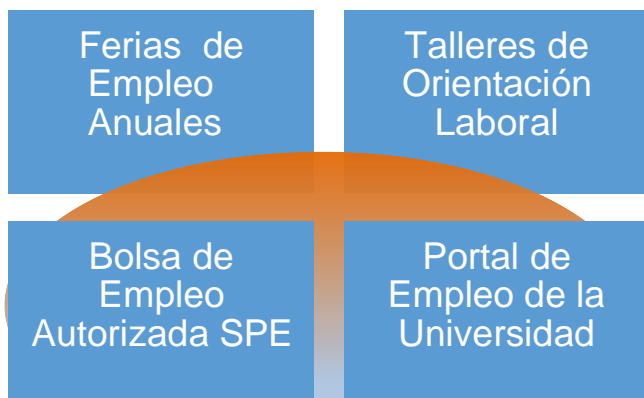 Ferias de
Empleo
Anuales
Talleres de
Orientación
Laboral
Bolsa de
Empleo
Autorizada SPE
Portal de
Empleo de la
Universidad